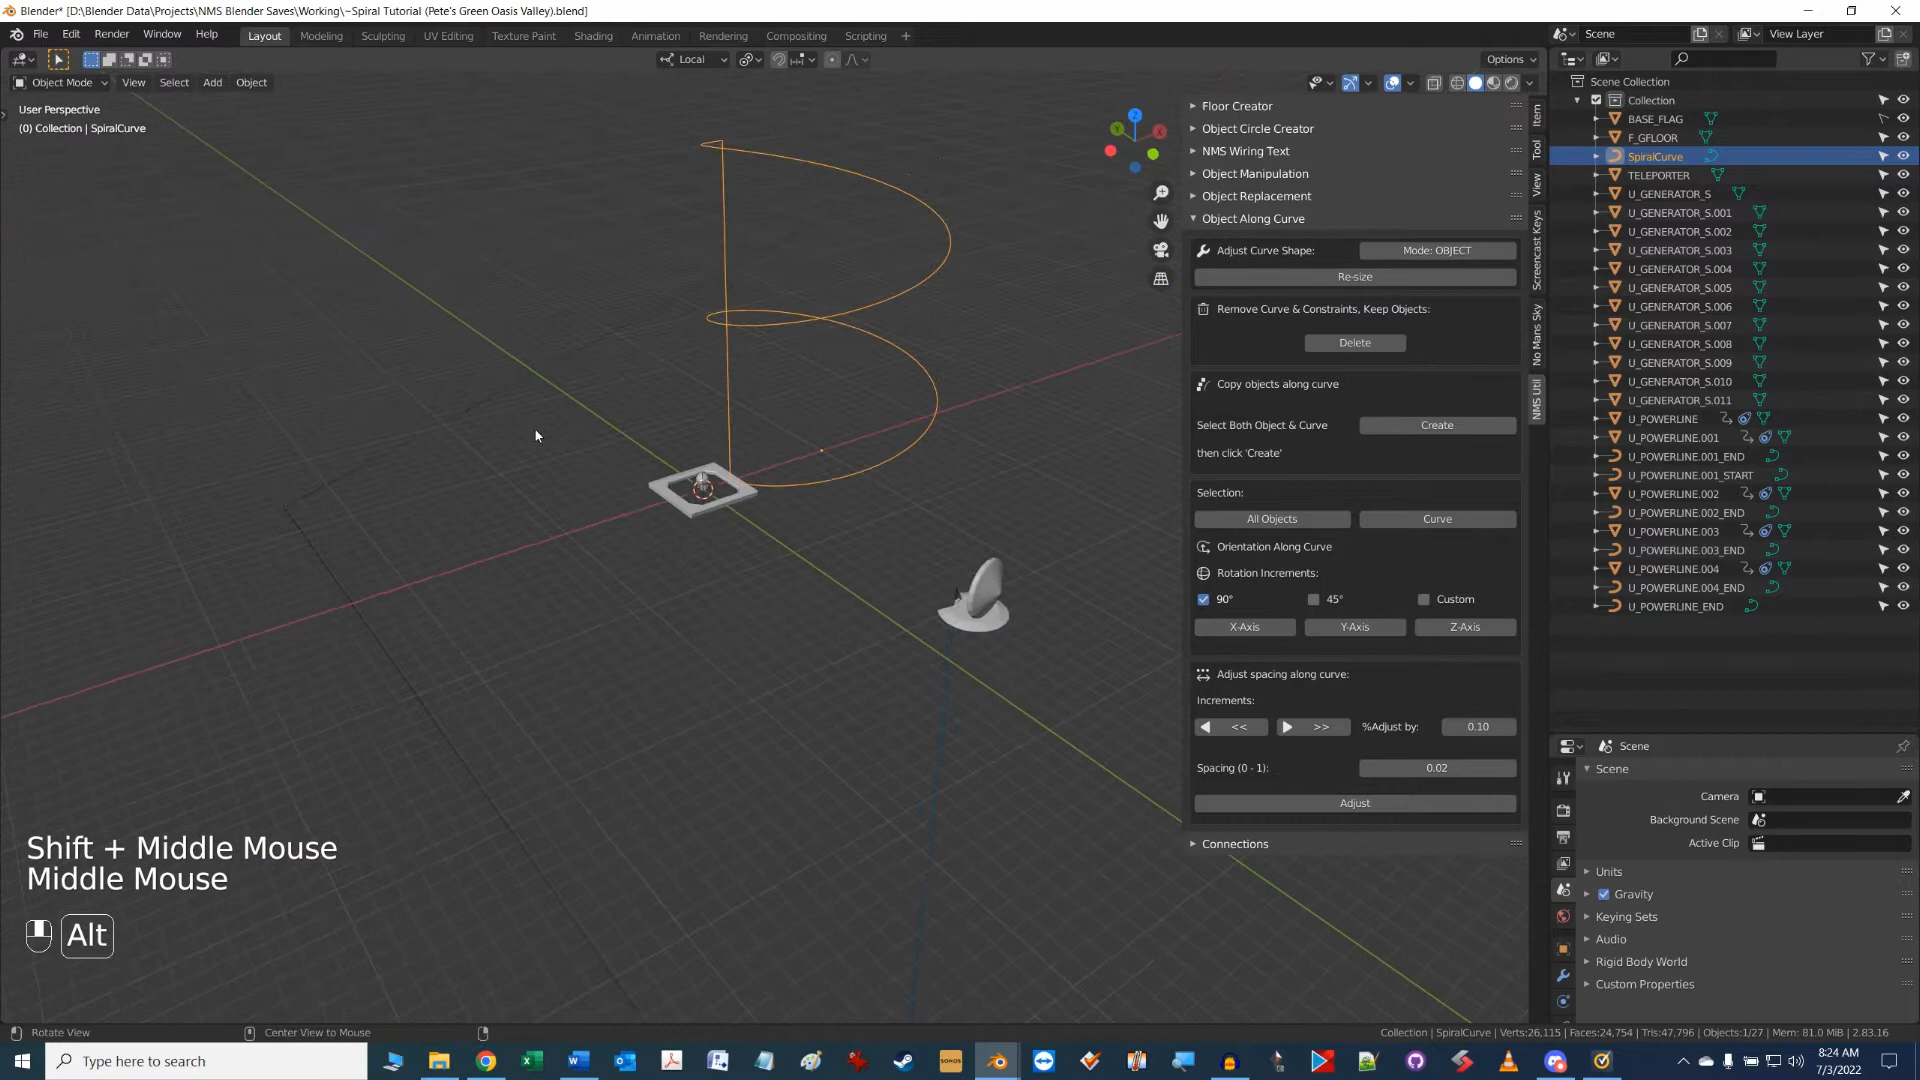 Blender* [D:\Blender Data\Projects\NMS Blender Saves\Working\~Spiral Tutorial (Pete's Green Oasis Valley).blend]
File Edit Render Window Help Layout Modeling Sculpting UV Editing Texture Paint Shading Animation Rendering Compositing Scripting +
Scene
View Layer
Local
Options
Object Mode View Select Add Object
User Perspective
(0) Collection | SpiralCurve
Floor Creator
Object Circle Creator
NMS Wiring Text
Object Manipulation
Object Replacement
Object Along Curve
Adjust Curve Shape: Mode: OBJECT
Re-size
Remove Curve & Constraints, Keep Objects:
Delete
Copy objects along curve
Select Both Object & Curve Create
then click 'Create'
Selection:
All Objects Curve
Orientation Along Curve
Rotation Increments:
90° 45° Custom
X-Axis Y-Axis Z-Axis
Adjust spacing along curve:
Increments:
<< >> %Adjust by: 0.10
Spacing (0 - 1): 0.02
Adjust
Connections
Item
Tool
View
Screencast Keys
No Mans Sky
NMS Util
Scene Collection
Collection
BASE_FLAG
F_GFLOOR
SpiralCurve
TELEPORTER
U_GENERATOR_S
U_GENERATOR_S.001
U_GENERATOR_S.002
U_GENERATOR_S.003
U_GENERATOR_S.004
U_GENERATOR_S.005
U_GENERATOR_S.006
U_GENERATOR_S.007
U_GENERATOR_S.008
U_GENERATOR_S.009
U_GENERATOR_S.010
U_GENERATOR_S.011
U_POWERLINE
U_POWERLINE.001
U_POWERLINE.001_END
U_POWERLINE.001_START
U_POWERLINE.002
U_POWERLINE.002_END
U_POWERLINE.003
U_POWERLINE.003_END
U_POWERLINE.004
U_POWERLINE.004_END
U_POWERLINE_END
Scene
Scene
Camera
Background Scene
Active Clip
Units
Gravity
Keying Sets
Audio
Rigid Body World
Custom Properties
Shift + Middle Mouse
Middle Mouse
Alt
Rotate View Center View to Mouse
Collection | SpiralCurve | Verts:26,115 | Faces:24,754 | Tris:47,796 | Objects:1/27 | Mem: 81.0 MiB | 2.83.16
Type here to search
SONOS
8:24 AM
7/3/2022